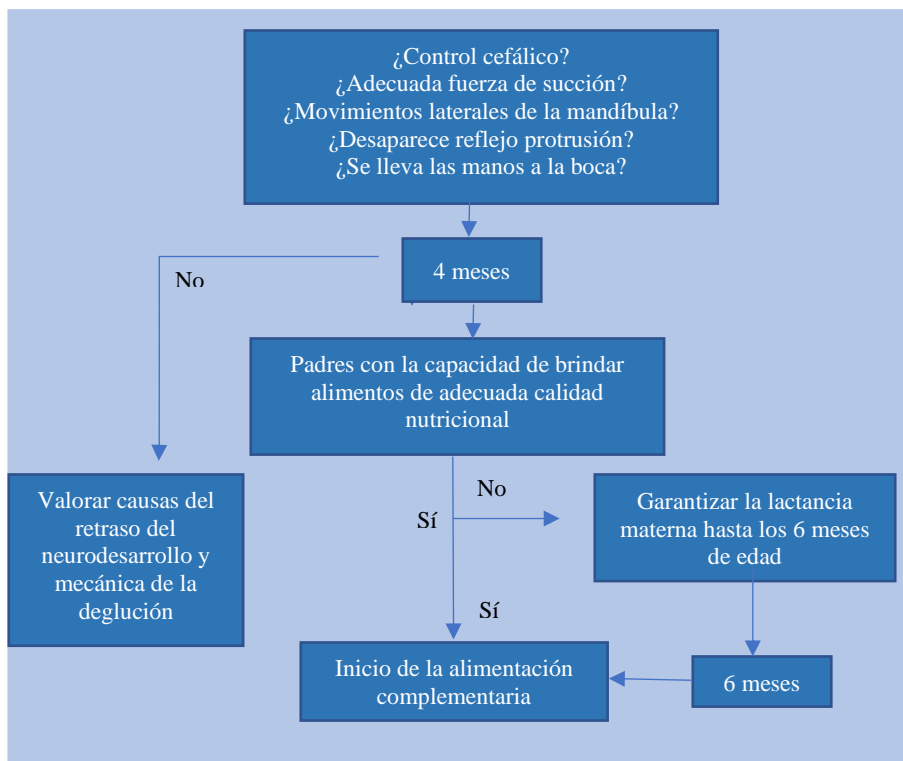 ¿Control cefálico?
¿Adecuada fuerza de succión?
¿Movimientos laterales de la mandíbula?
¿Desaparece reflejo protrusión?
¿Se lleva las manos a la boca?
No
4 meses
Padres con la capacidad de brindar
alimentos de adecuada calidad
nutricional
Valorar causas del
retraso del
neurodesarrollo y
mecánica de la
deglución
No
Sí
Garantizar la lactancia
materna hasta los 6 meses
de edad
Sí
Inicio de la alimentación
complementaria
6 meses